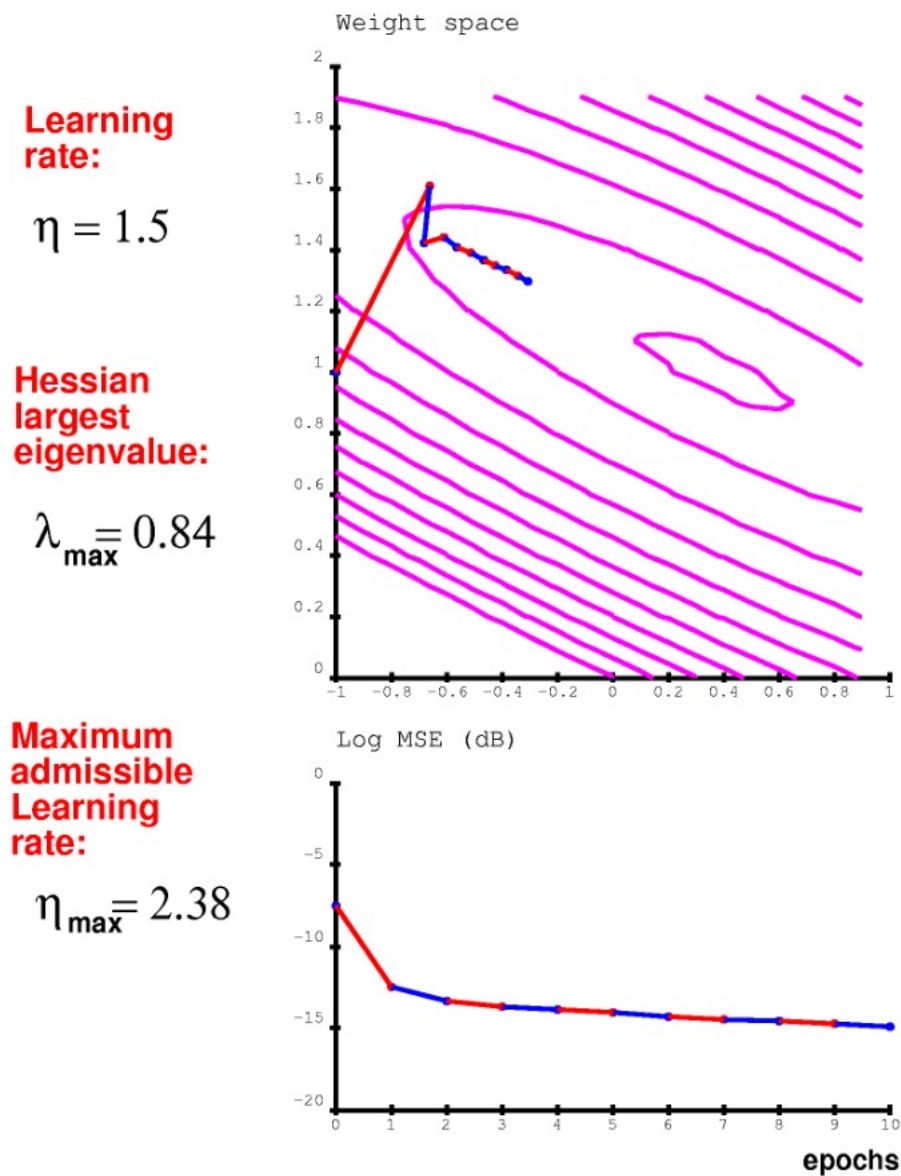 Weight space
Learning
rate:
η = 1.5
Hessian
largest
eigenvalue:
λmax= 0.84
Maximum
admissible
Learning
rate:
ηmax= 2.38
2
1.8
1.6
1.4
1.2
1
0.8
0.6
0.4
0.2
0
-1 -0.8 -0.6 -0.4 -0.2 0 0.2 0.4 0.6 0.8 1
Log MSE (dB)
0
-5
-10
-15
-20
0 1 2 3 4 5 6 7 8 9 10
epochs